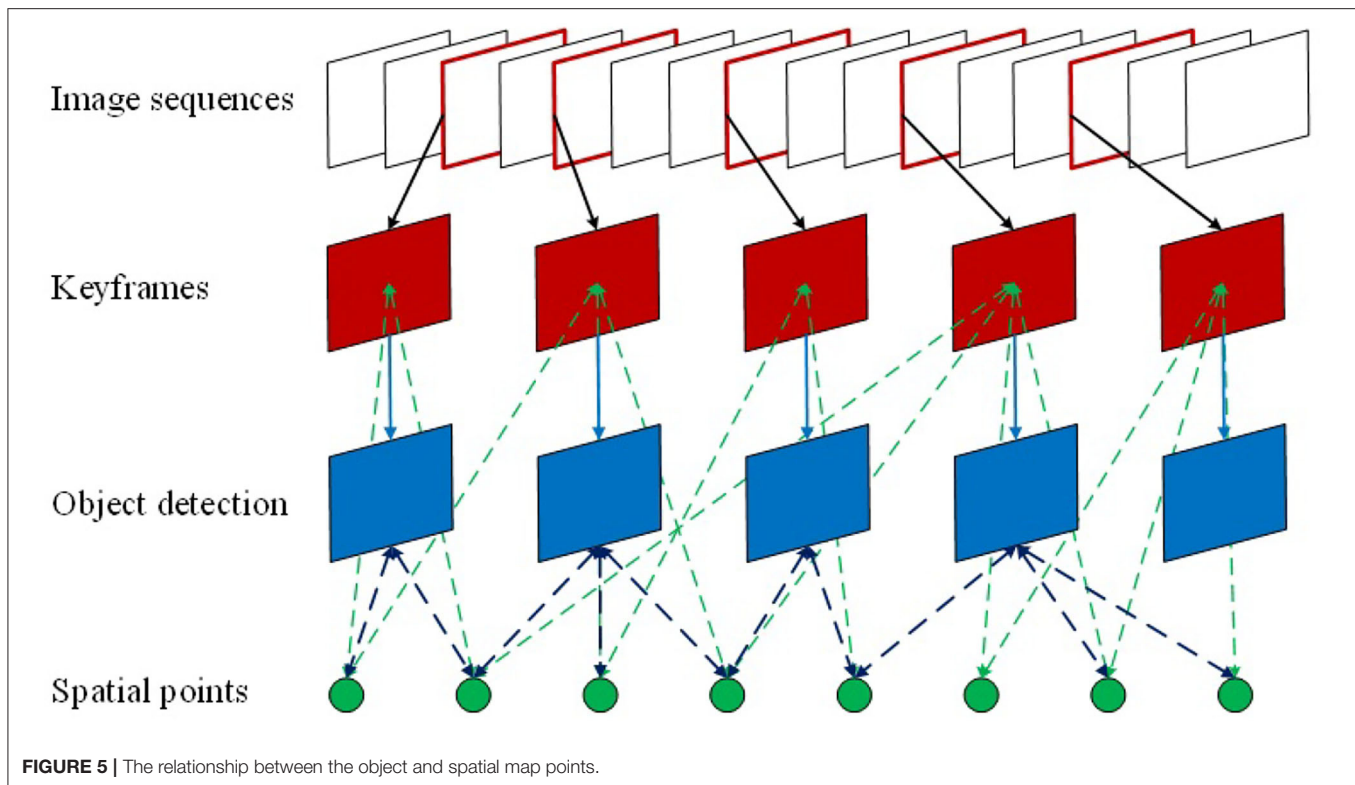 Image sequences
Keyframes
Object detection
Spatial points
FIGURE 5 | The relationship between the object and spatial map points.